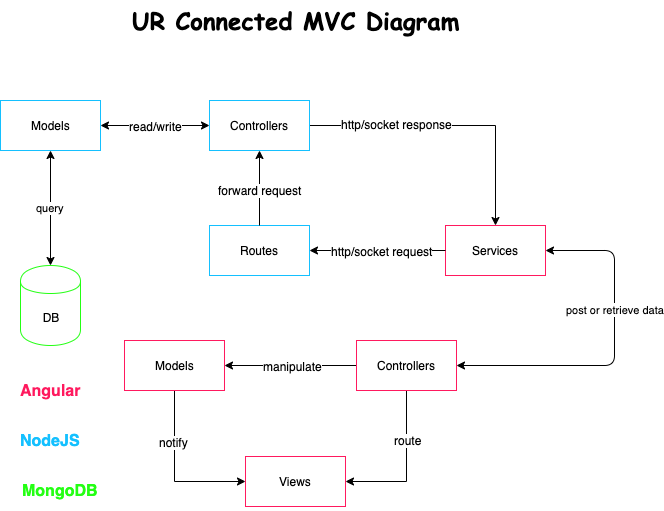 UR Connected MVC Diagram
Models
read/write
Controllers
http/socket response
query
forward request
Routes
http/socket request
Services
DB
post or retrieve data
Models
manipulate
Controllers
Angular
notify
route
NodeJS
Views
MongoDB